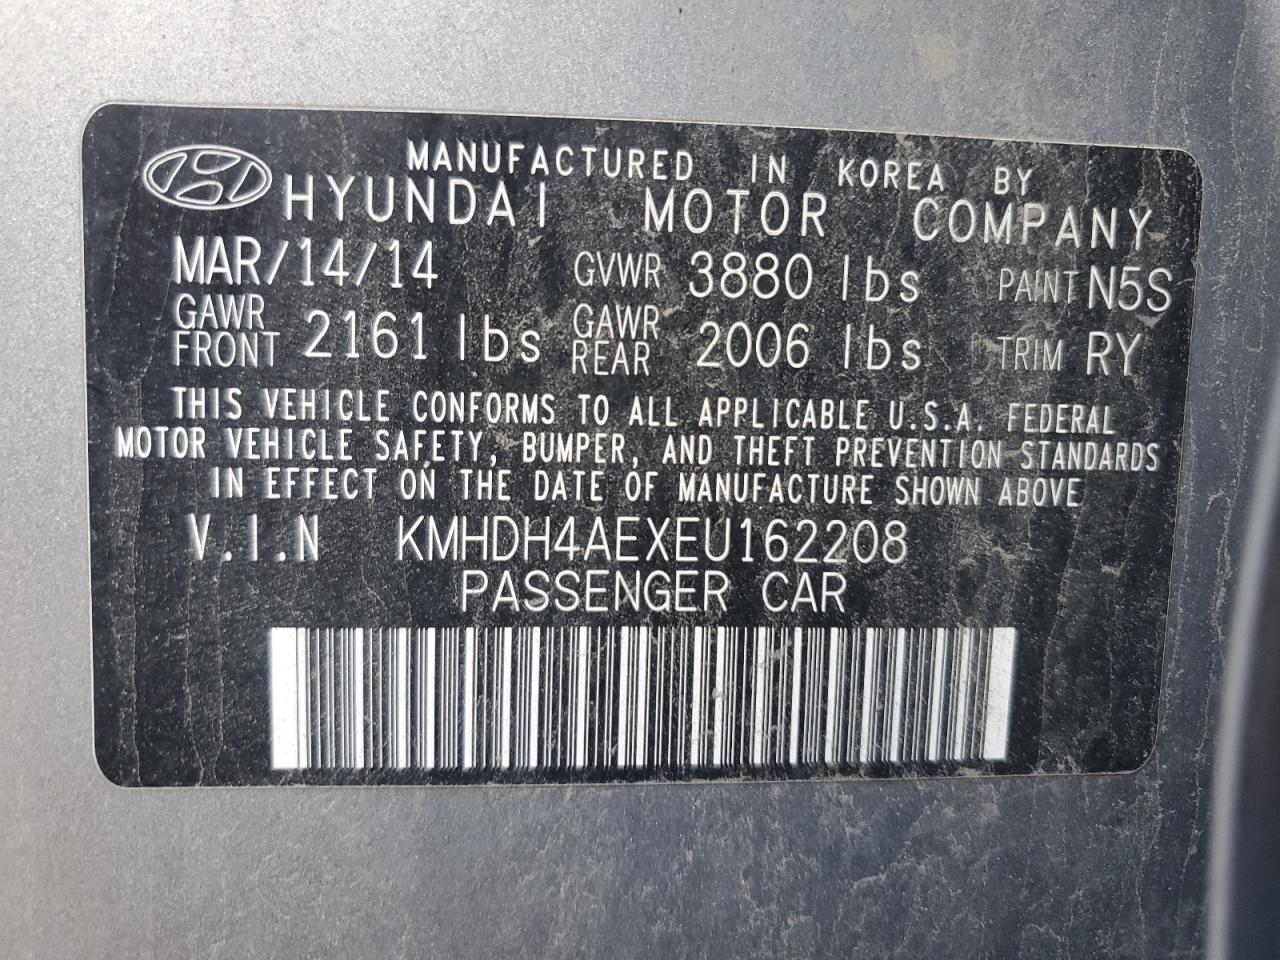 MANUFACTURED IN KOREA BY
HYUNDAI MOTOR COMPANY
MAR/14/14 GVWR 3880 lbs PAINT N5S
GAWR FRONT 2161 lbs GAWR REAR 2006 lbs TRIM RY
THIS VEHICLE CONFORMS TO ALL APPLICABLE U.S.A. FEDERAL
MOTOR VEHICLE SAFETY, BUMPER, AND THEFT PREVENTION STANDARDS
IN EFFECT ON THE DATE OF MANUFACTURE SHOWN ABOVE
V.I.N KMHDH4AEXEU162208
PASSENGER CAR